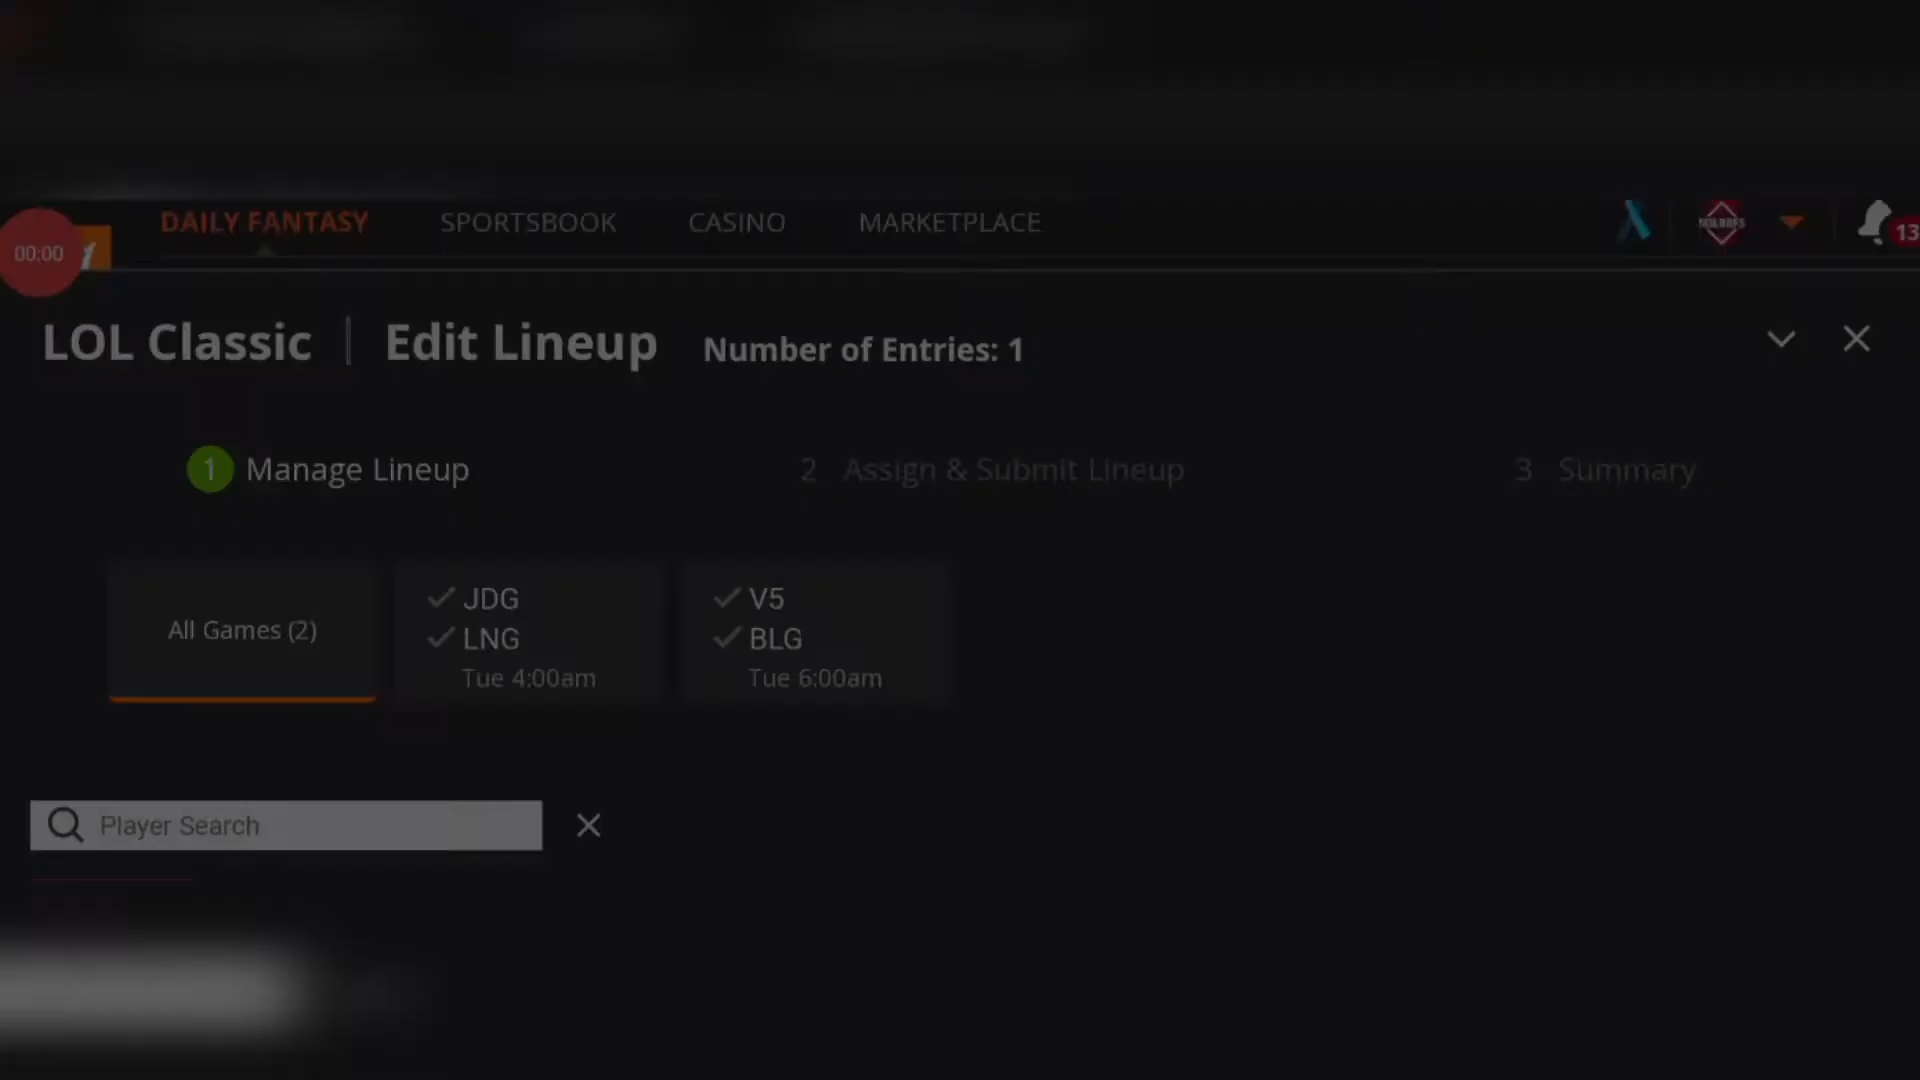 DAILY FANTASY SPORTSBOOK CASINO MARKETPLACE
13
00:00
LOL Classic Edit Lineup Number of Entries: 1
1 Manage Lineup 2 Assign & Submit Lineup 3 Summary
All Games (2)
JDG
LNG
Tue 4:00am
V5
BLG
Tue 6:00am
Player Search